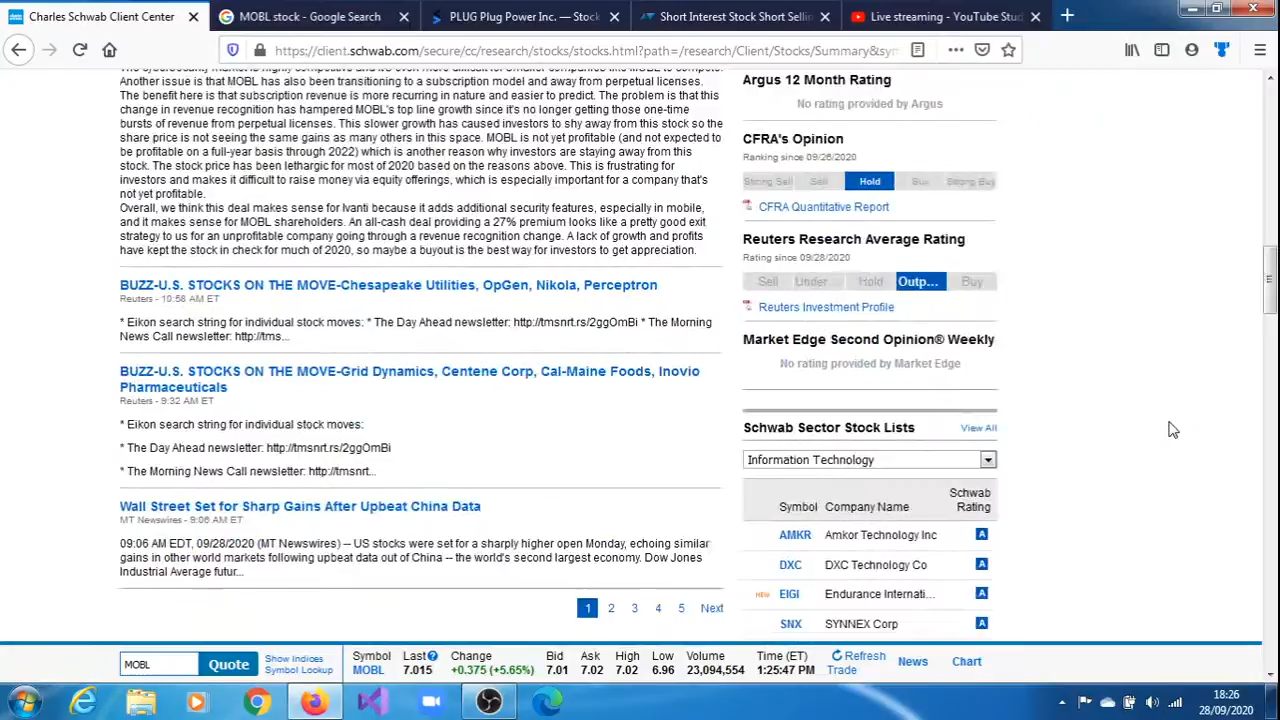 Charles Schwab Client Center
MOBL stock - Google Search
PLUG Plug Power Inc. — Stock
Short Interest Stock Short Selli
Live streaming - YouTube Stud
https://client.schwab.com/secure/cc/research/stocks/stocks.html?path=/research/Client/Stocks/Summary&sym
Another issue is that MOBL has also been transitioning to a subscription model and away from perpetual licenses.
The benefit here is that subscription revenue is more recurring in nature and easier to predict. The problem is that this
change in revenue recognition has hampered MOBL's top line growth since it's no longer getting those one-time
bursts of revenue from perpetual licenses. This slower growth has caused investors to shy away from this stock so the
share price is not seeing the same gains as many others in this space. MOBL is not yet profitable (and not expected to
be profitable on a full-year basis through 2022) which is another reason why investors are staying away from this
stock. The stock price has been lethargic for most of 2020 based on the reasons above. This is frustrating for
investors and makes it difficult to raise money via equity offerings, which is especially important for a company that's
not yet profitable.
Overall, we think this deal makes sense for Ivanti because it adds additional security features, especially in mobile,
and it makes sense for MOBL shareholders. An all-cash deal providing a 27% premium looks like a pretty good exit
strategy to us for an unprofitable company going through a revenue recognition change. A lack of growth and profits
have kept the stock in check for much of 2020, so maybe a buyout is the best way for investors to get appreciation.
BUZZ-U.S. STOCKS ON THE MOVE-Chesapeake Utilities, OpGen, Nikola, Perceptron
Reuters - 10:58 AM ET
* Eikon search string for individual stock moves: * The Day Ahead newsletter: http://tmsnrt.rs/2ggOmBi * The Morning
News Call newsletter: http://tms...
BUZZ-U.S. STOCKS ON THE MOVE-Grid Dynamics, Centene Corp, Cal-Maine Foods, Inovio
Pharmaceuticals
Reuters - 9:32 AM ET
* Eikon search string for individual stock moves:
* The Day Ahead newsletter: http://tmsnrt.rs/2ggOmBi
* The Morning News Call newsletter: http://tmsnrt...
Wall Street Set for Sharp Gains After Upbeat China Data
MT Newswires - 9:06 AM ET
09:06 AM EDT, 09/28/2020 (MT Newswires) -- US stocks were set for a sharply higher open Monday, echoing similar
gains in other world markets following upbeat data out of China -- the world's second largest economy. Dow Jones
Industrial Average futur...
1 2 3 4 5 Next
Argus 12 Month Rating
No rating provided by Argus
CFRA's Opinion
Ranking since 09/26/2020
Strong Sell Sell Hold Buy Strong Buy
CFRA Quantitative Report
Reuters Research Average Rating
Rating since 09/28/2020
Sell Under Hold Outp... Buy
Reuters Investment Profile
Market Edge Second Opinion® Weekly
No rating provided by Market Edge
Schwab Sector Stock Lists View All
Information Technology
Symbol Company Name Schwab Rating
AMKR Amkor Technology Inc A
DXC DXC Technology Co A
NEW EIGI Endurance Internati... A
SNX SYNNEX Corp A
MOBL Quote Show Indices Symbol Lookup
Symbol Last Change Bid Ask High Low Volume Time (ET) Refresh
MOBL 7.015 +0.375 (+5.65%) 7.01 7.02 7.02 6.96 23,094,554 1:25:47 PM Trade
News Chart
18:26
28/09/2020